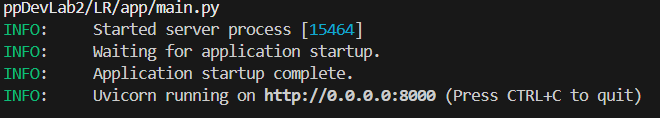 ppDevLab2/LR/app/main.py
INFO:     Started server process [15464]
INFO:     Waiting for application startup.
INFO:     Application startup complete.
INFO:     Uvicorn running on http://0.0.0.0:8000 (Press CTRL+C to quit)